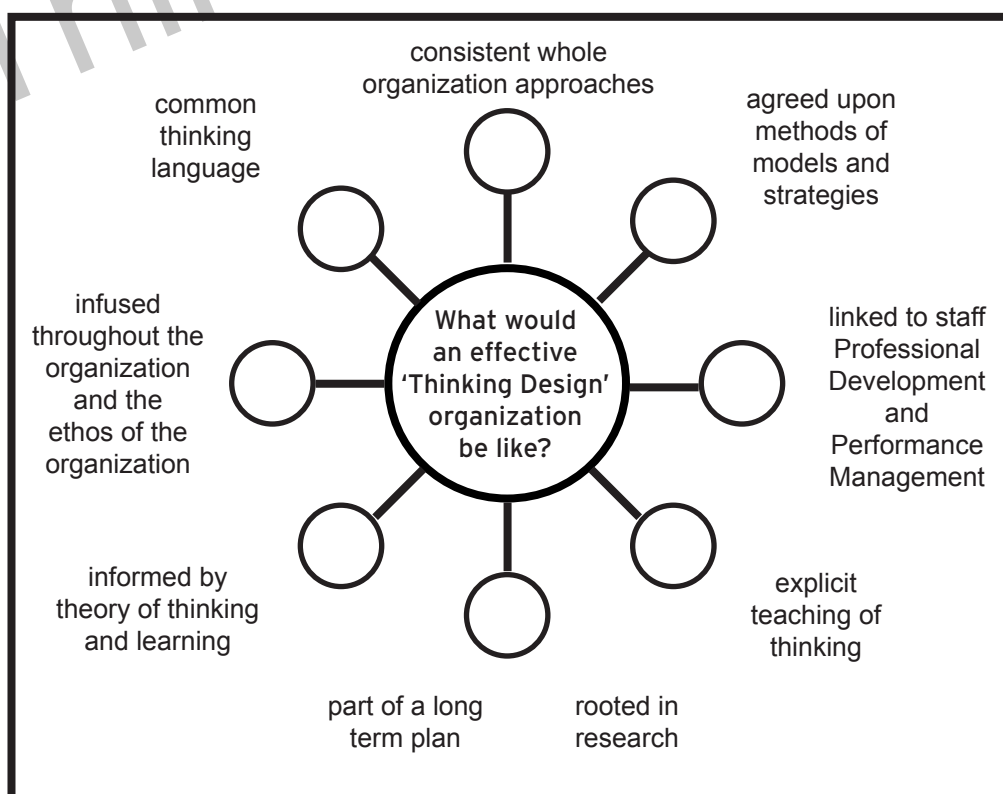 consistent whole
organization approaches
common
thinking
language
agreed upon
methods of
models and
strategies
infused
throughout the
organization
and the
ethos of the
organization
What would
an effective
‘Thinking Design’
organization
be like?
linked to staff
Professional
Development
and
Performance
Management
informed by
theory of thinking
and learning
explicit
teaching of
thinking
part of a long
term plan
rooted in
research